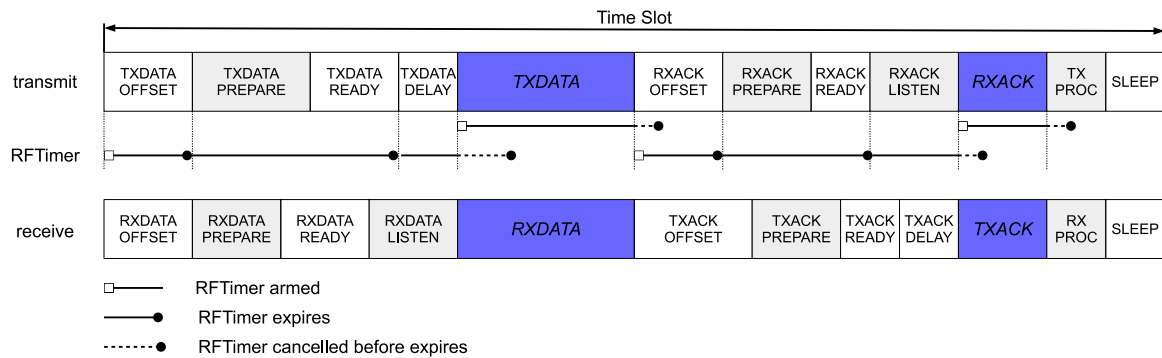 Time Slot
transmit
TXDATA
OFFSET
TXDATA
PREPARE
TXDATA
READY
TXDATA
DELAY
TXDATA
RXACK
OFFSET
RXACK
PREPARE
RXACK
READY
RXACK
LISTEN
RXACK
TX
PROC
SLEEP
RFTimer
receive
RXDATA
OFFSET
RXDATA
PREPARE
RXDATA
READY
RXDATA
LISTEN
RXDATA
TXACK
OFFSET
TXACK
PREPARE
TXACK
READY
TXACK
DELAY
TXACK
RX
PROC
SLEEP
RFTimer armed
RFTimer expires
RFTimer cancelled before expires